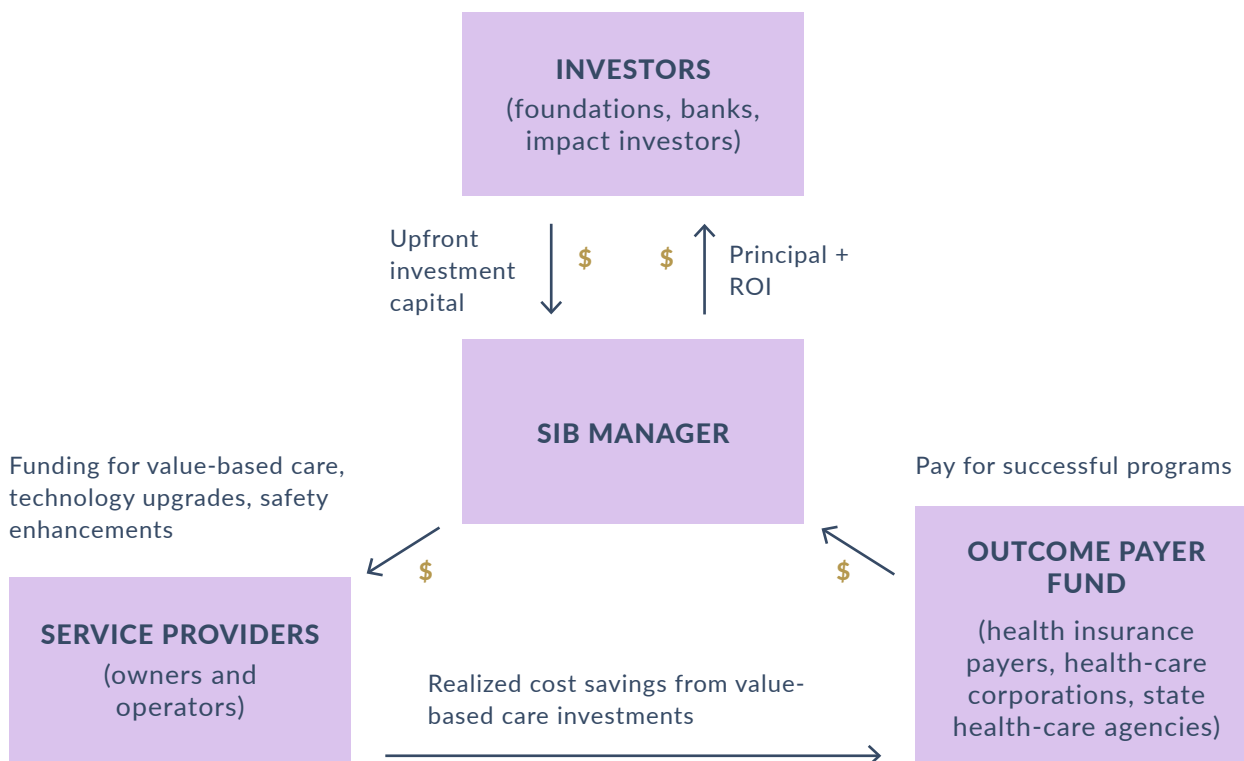 INVESTORS
(foundations, banks,
impact investors)
Upfront
investment
capital
$
$
Principal +
ROI
SIB MANAGER
Funding for value-based care,
technology upgrades, safety
enhancements
$
SERVICE PROVIDERS
(owners and
operators)
Realized cost savings from value-
based care investments
Pay for successful programs
$
OUTCOME PAYER
FUND
(health insurance
payers, health-care
corporations, state
health-care agencies)